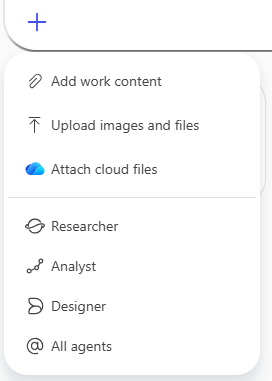 Add work content
Upload images and files
Attach cloud files
Researcher
Analyst
Designer
All agents